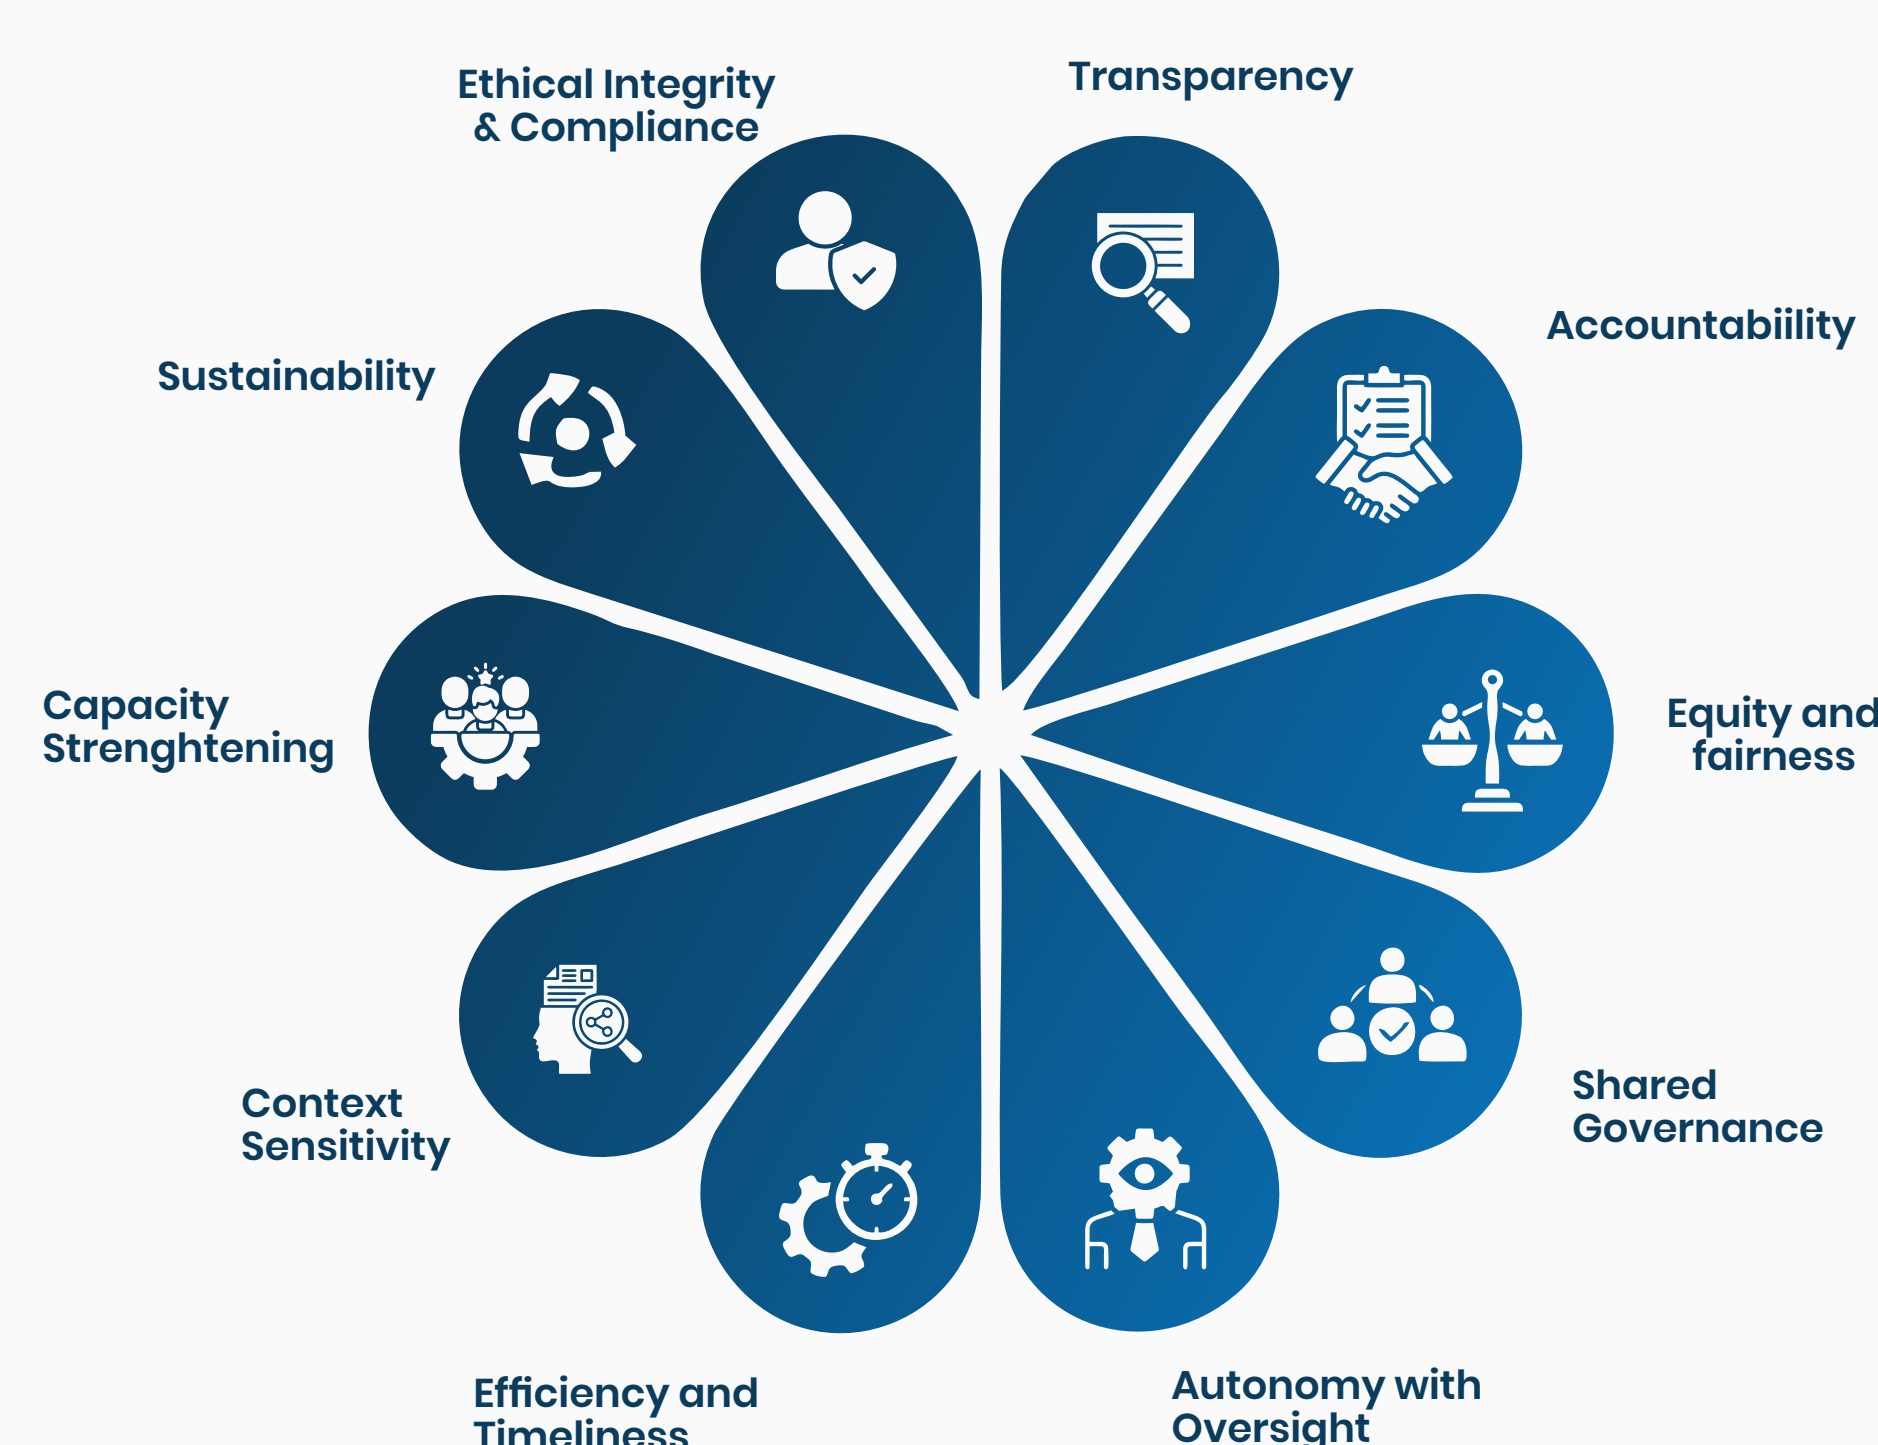 Ethical Integrity
& Compliance
Transparency
Accountabiility
Sustainability
Capacity
Strenghtening
Equity and
fairness
Context
Sensitivity
Shared
Governance
Efficiency and
Timeliness
Autonomy with
Oversight